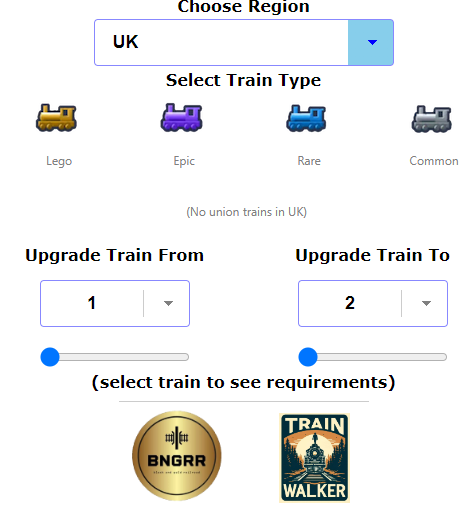 Choose Region
UK
Select Train Type
Lego
Epic
Rare
Common
(No union trains in UK)
Upgrade Train From
Upgrade Train To
1
2
(select train to see requirements)
BNGRR
TRAIN
WALKER